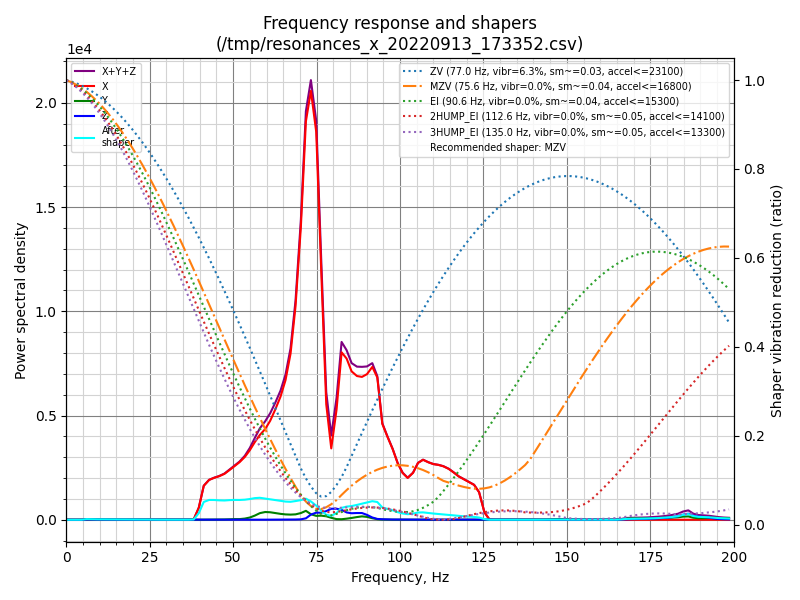 Frequency response and shapers
(/tmp/resonances_x_20220913_173352.csv)
1e4
X+Y+Z
X
Y
Z
After
shaper
ZV (77.0 Hz, vibr=6.3%, sm~=0.03, accel<=23100)
MZV (75.6 Hz, vibr=0.0%, sm~=0.04, accel<=16800)
EI (90.6 Hz, vibr=0.0%, sm~=0.04, accel<=15300)
2HUMP_EI (112.6 Hz, vibr=0.0%, sm~=0.05, accel<=14100)
3HUMP_EI (135.0 Hz, vibr=0.0%, sm~=0.05, accel<=13300)
Recommended shaper: MZV
2.0
1.5
1.0
0.5
0.0
Power spectral density
1.0
0.8
0.6
0.4
0.2
0.0
Shaper vibration reduction (ratio)
0 25 50 75 100 125 150 175 200
Frequency, Hz